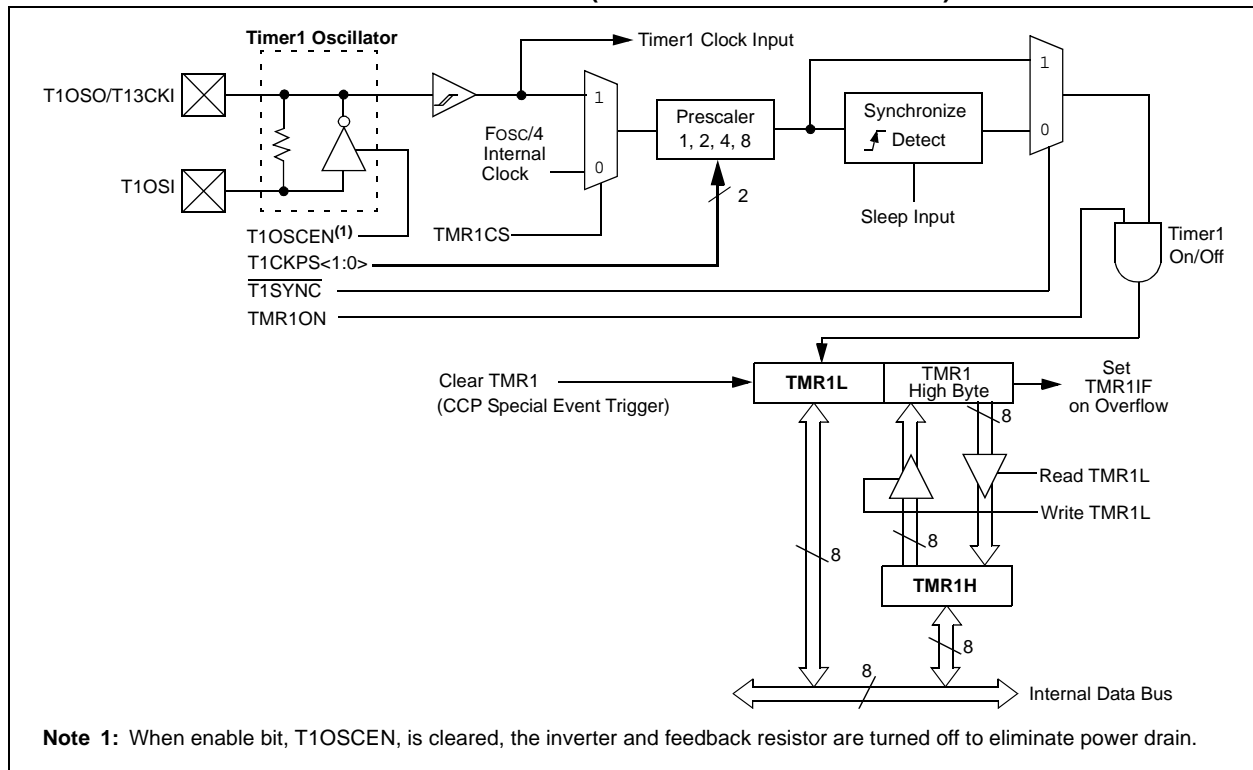 Timer1 Oscillator
Timer1 Clock Input
T1OSO/T13CKI
T1OSI
1
0
FOSC/4
Internal
Clock
Prescaler
1, 2, 4, 8
2
Synchronize
Detect
Sleep Input
1
0
T1OSCEN(1)
TMR1CS
T1CKPS<1:0>
T1SYNC
TMR1ON
Timer1
On/Off
Clear TMR1
(CCP Special Event Trigger)
TMR1L
TMR1
High Byte
Set
TMR1IF
on Overflow
8
Read TMR1L
Write TMR1L
8
8
TMR1H
8
8
Internal Data Bus
Note 1: When enable bit, T1OSCEN, is cleared, the inverter and feedback resistor are turned off to eliminate power drain.